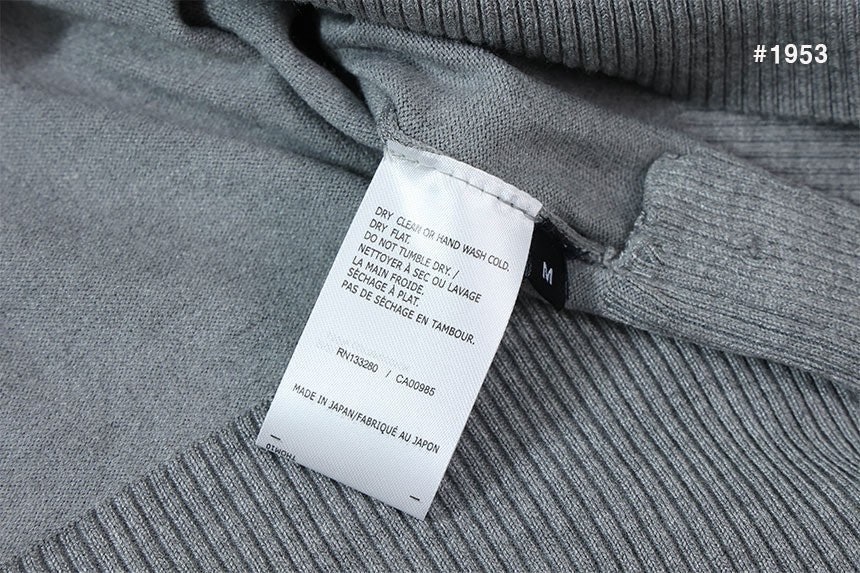 #1953
DRY CLEAN OR HAND WASH COLD.
DRY FLAT.
DO NOT TUMBLE DRY. /
NETTOYER À SEC OU LAVAGE
LA MAIN FROIDE.
SÉCHAGE À PLAT.
PAS DE SÉCHAGE EN TAMBOUR.
M
RN133280 / CA00985
MADE IN JAPAN/FABRIQUÉ AU JAPON